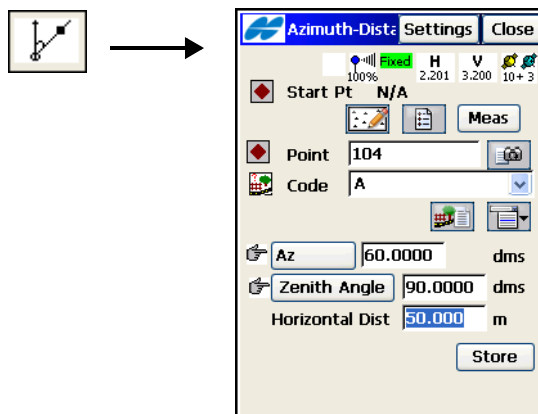 Azimuth-Dista Settings Close
Fixed H V
100% 2.201 3.200 10+ 3
Start Pt N/A
Meas
Point 104
Code A
Az 60.0000 dms
Zenith Angle 90.0000 dms
Horizontal Dist 50.000 m
Store